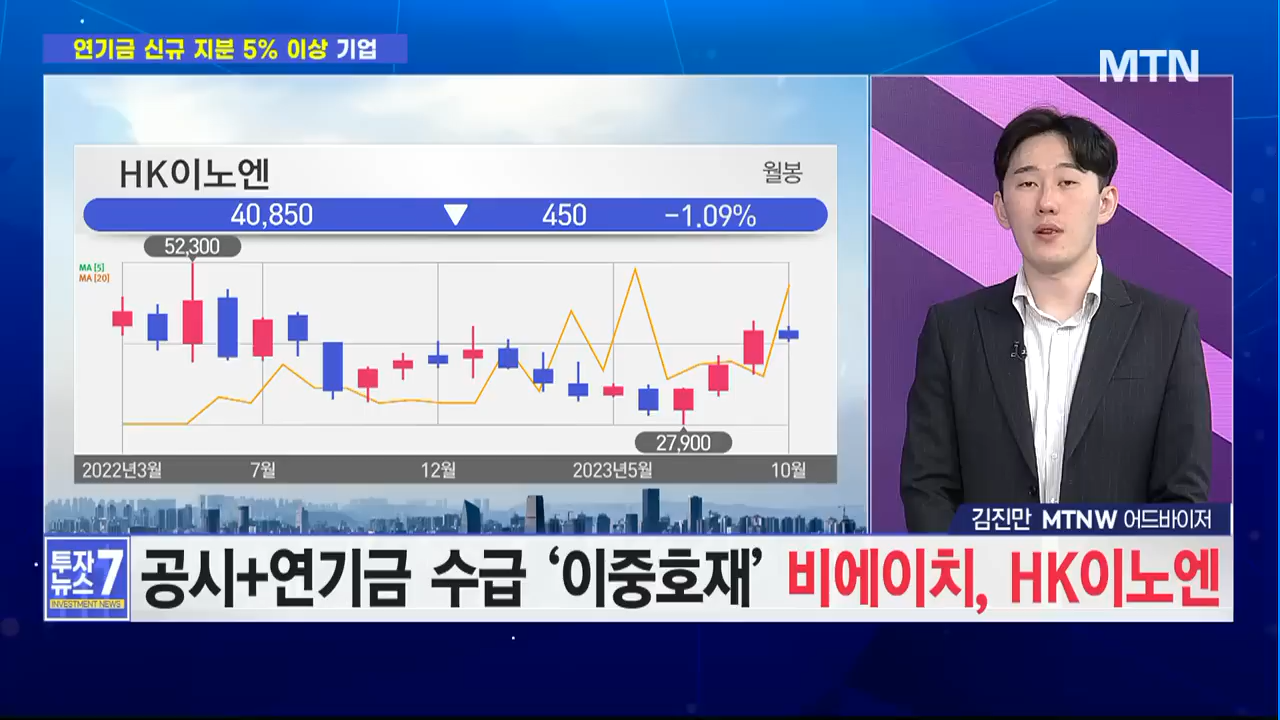 연기금 신규 지분 5% 이상 기업
MTN
HK이노엔
월봉
40,850 ▼ 450 -1.09%
52,300
MA [5]
MA [20]
27,900
2022년3월 7월 12월 2023년5월 10월
김진만 MTNW 어드바이저
투자
뉴스 7
INVESTMENT NEWS
공시+연기금 수급 ‘이중호재’ 비에이치, HK이노엔